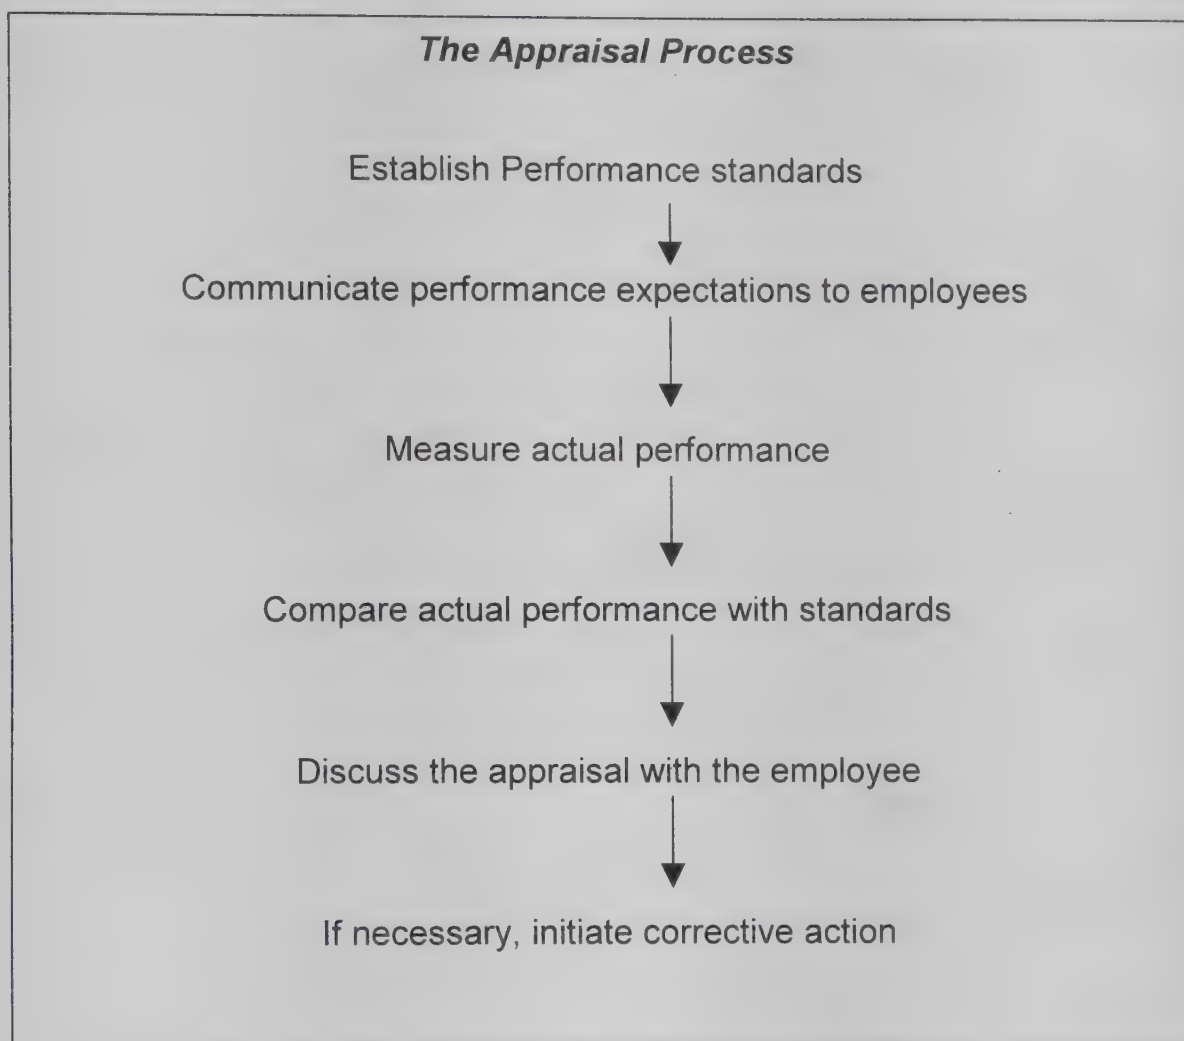 The Appraisal Process
Establish Performance standards
Communicate performance expectations to employees
Measure actual performance
Compare actual performance with standards
Discuss the appraisal with the employee
If necessary, initiate corrective action